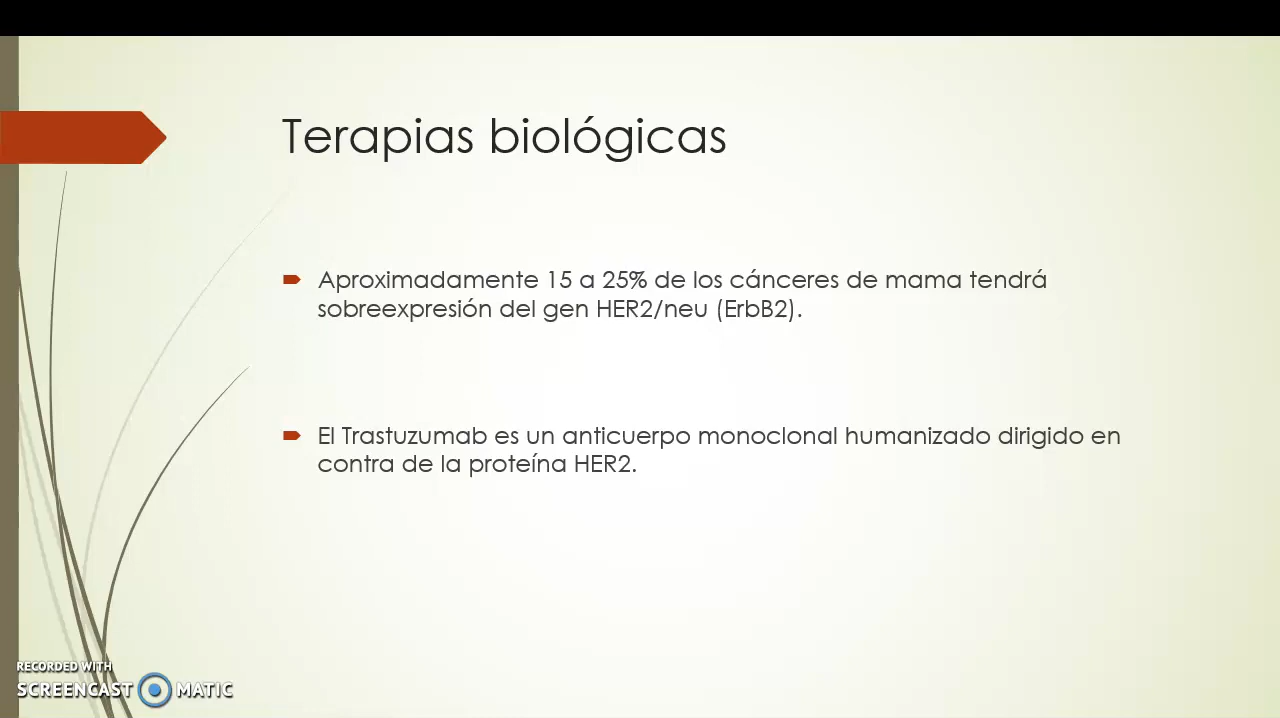 Terapias biológicas
Aproximadamente 15 a 25% de los cánceres de mama tendrá
sobreexpresión del gen HER2/neu (ErbB2).
El Trastuzumab es un anticuerpo monoclonal humanizado dirigido en
contra de la proteína HER2.
RECORDED WITH
SCREENCAST MATIC